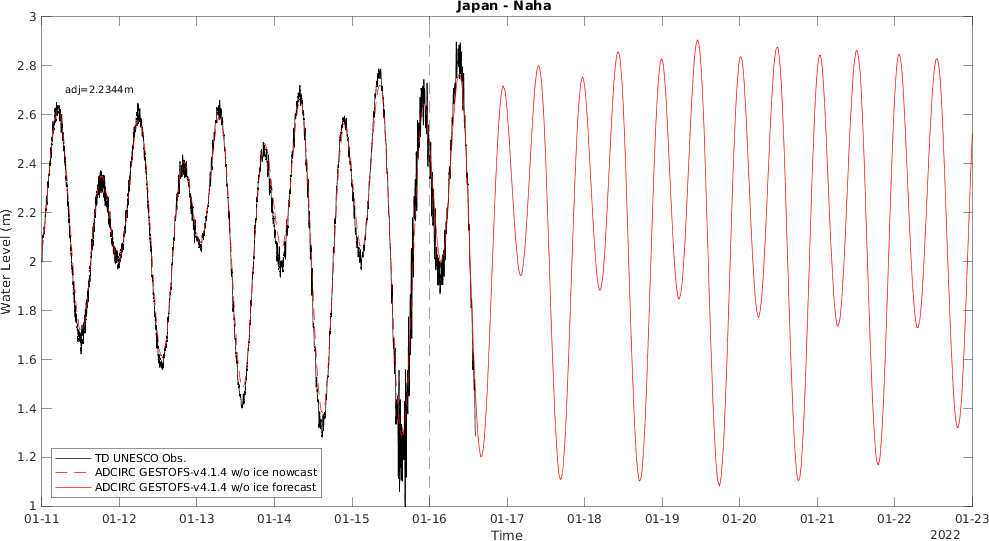 Japan - Naha
3
2.8
2.6
2.4
2.2
2
1.8
1.6
1.4
1.2
1
Water Level (m)
adj=2.2344m
TD UNESCO Obs.
ADCIRC GESTOFS-v4.1.4 w/o ice nowcast
ADCIRC GESTOFS-v4.1.4 w/o ice forecast
01-11 01-12 01-13 01-14 01-15 01-16 01-17 01-18 01-19 01-20 01-21 01-22 01-23
Time
2022